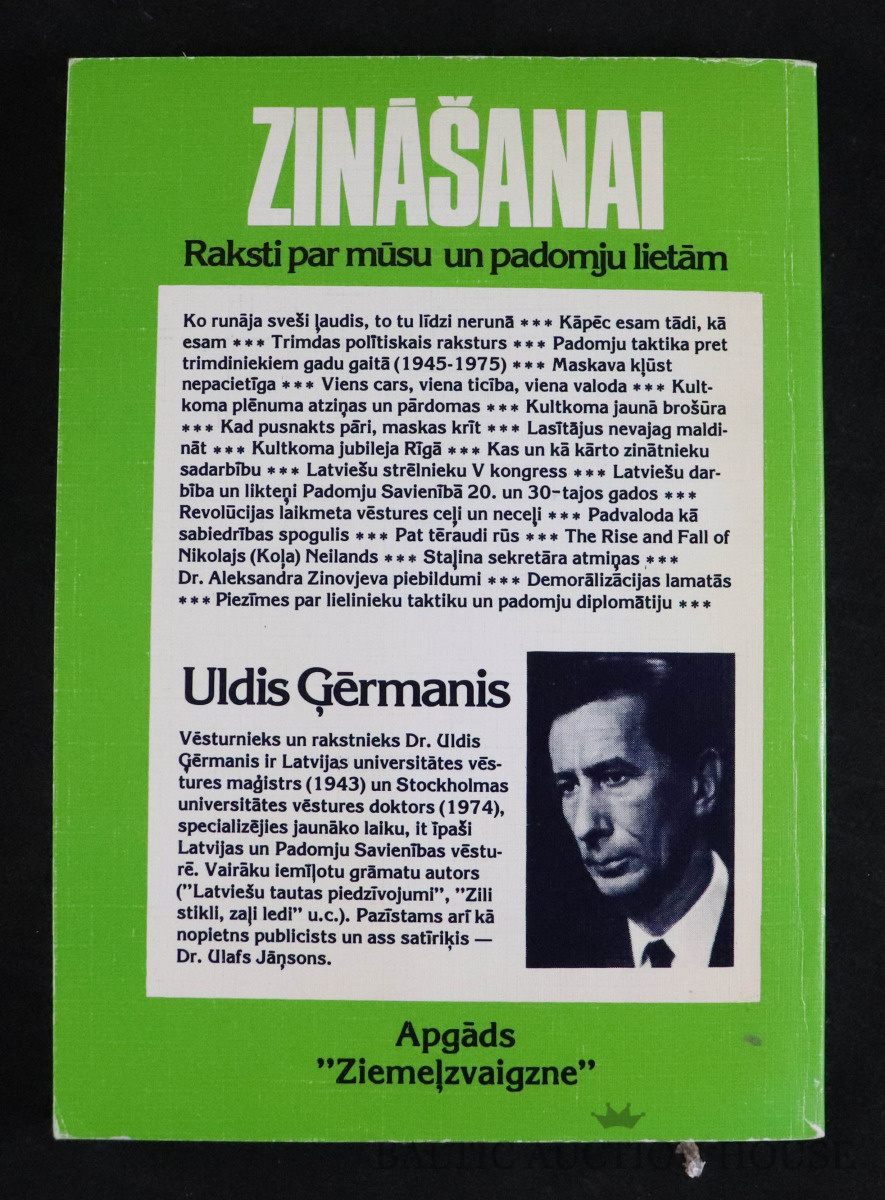 ZINĀŠANAI
Raksti par mūsu un padomju lietām
Ko runāja sveši ļaudis, to tu līdzi nerunā *** Kāpēc esam tādi, kā
esam *** Trimdas polītiskais raksturs *** Padomju taktika pret
trimdiniekiem gadu gaitā (1945-1975) *** Maskava kļūst
nepacietīga *** Viens cars, viena ticība, viena valoda *** Kult-
koma plēnuma atziņas un pārdomas *** Kultkoma jaunā brošūra
*** Kad pusnakts pāri, maskas krīt *** Lasītājus nevajag maldi-
nāt *** Kultkoma jubileja Rīgā *** Kas un kā kārto zinātnieku
sadarbību *** Latviešu strēlnieku V kongress *** Latviešu dar-
bība un likteņi Padomju Savienībā 20. un 30-tajos gados ***
Revolūcijas laikmeta vēstures ceļi un neceļi *** Padvaloda kā
sabiedrības spogulis *** Pat tēraudi rūs *** The Rise and Fall of
Nikolajs (Koļa) Neilands *** Staļina sekretāra atmiņas ***
Dr. Aleksandra Zinovjeva piebildumi *** Demorālizācijas lamatās
*** Piezīmes par lielinieku taktiku un padomju diplomātiju ***
Uldis Ģērmanis
Vēsturnieks un rakstnieks Dr. Uldis
Ģērmanis ir Latvijas universitātes vēs-
tures maģistrs (1943) un Stockholmas
universitātes vēstures doktors (1974),
specializējies jaunāko laiku, it īpaši
Latvijas un Padomju Savienības vēstu-
rē. Vairāku iemīļotu grāmatu autors
("Latviešu tautas piedzīvojumi", "Zili
stikli, zaļi ledi" u.c.). Pazīstams arī kā
nopietns publicists un ass satīriķis —
Dr. Ulafs Jāņsons.
Apgāds
"Ziemeļzvaigzne"
BALTIC AUCTION HOUSE